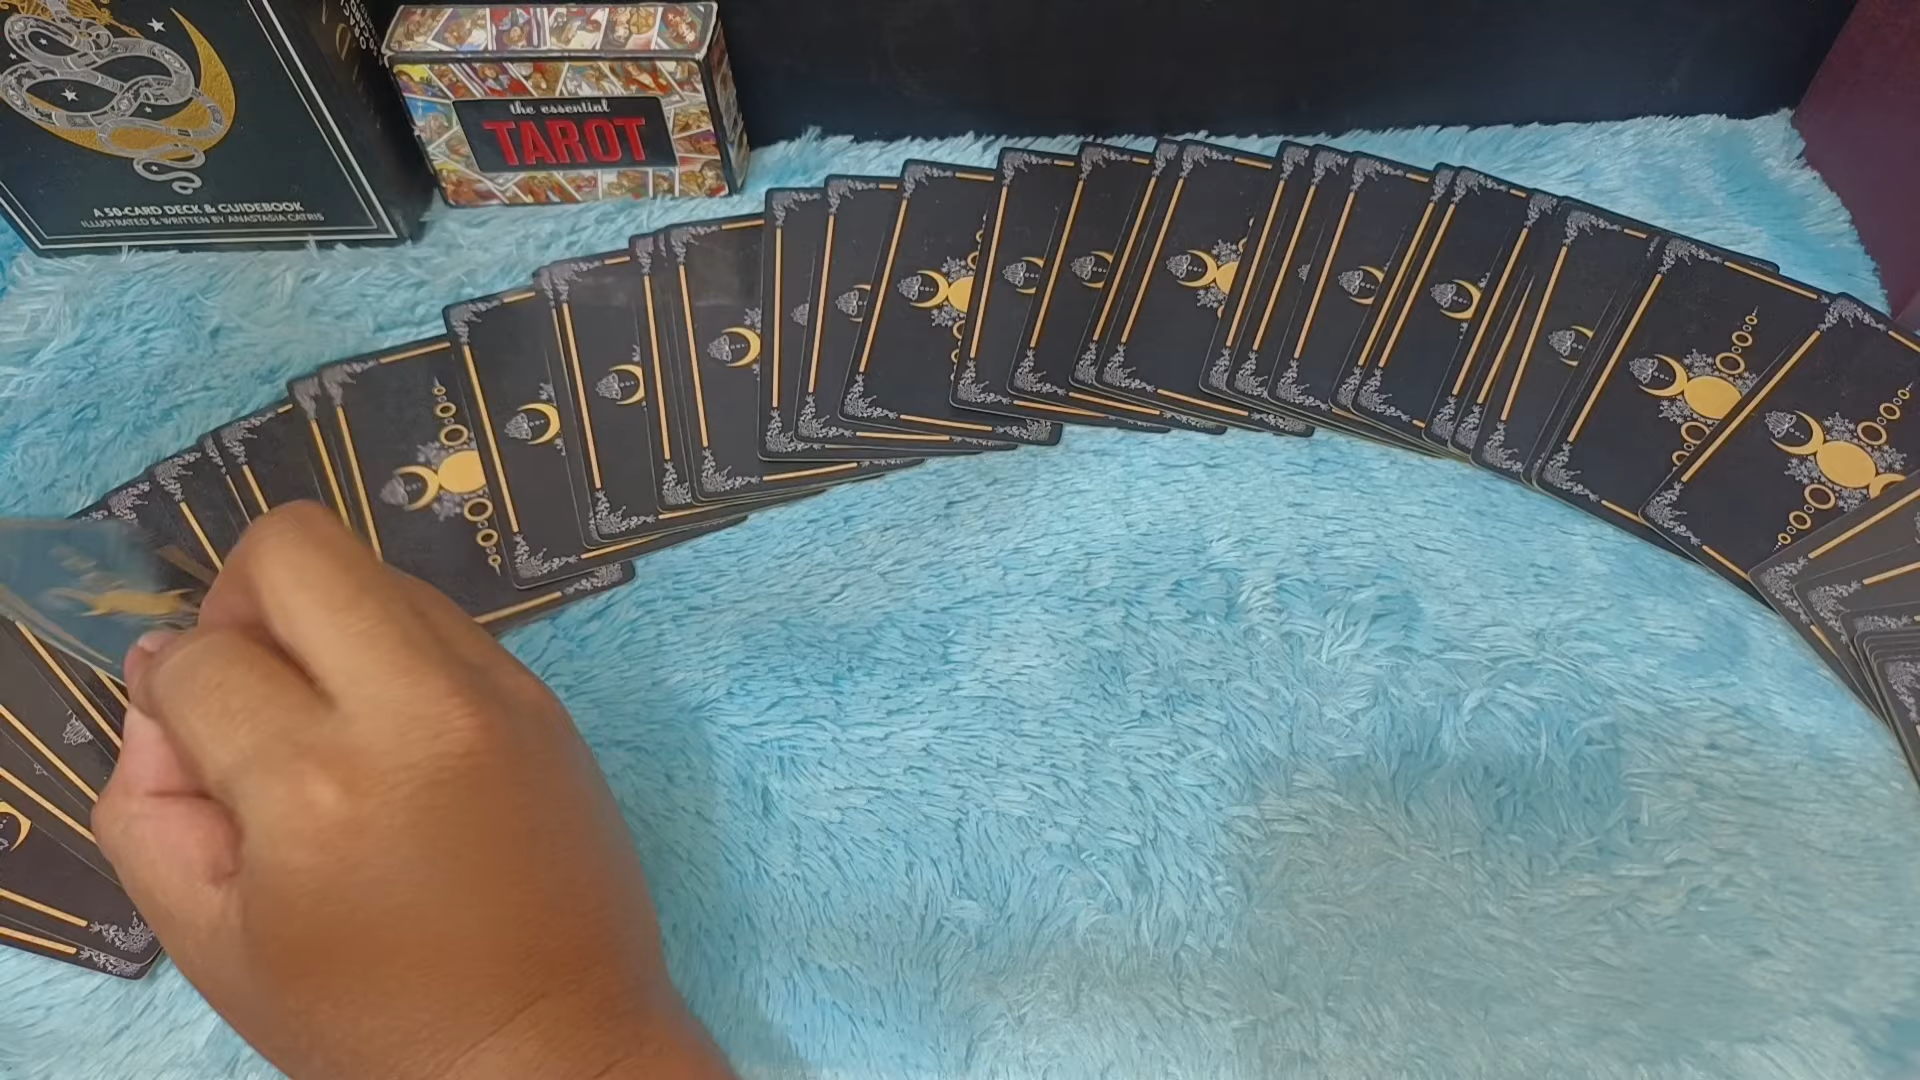 A 50-CARD DECK & GUIDEBOOK
ILLUSTRATED & WRITTEN BY ANASTASIA CATRIS
the essential
TAROT